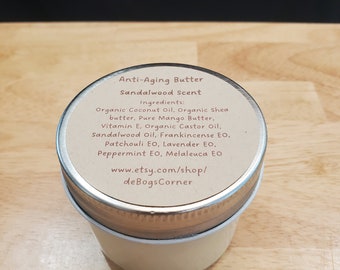 Anti-Aging Butter
Sandalwood Scent
Ingredients:
Organic Coconut Oil, Organic Shea
butter, Pure Mango Butter,
Vitamin E, Organic Castor Oil,
Sandalwood Oil, Frankincense EO,
Patchouli EO, Lavender EO,
Peppermint EO, Melaleuca EO
www.etsy.com/shop/
deBogsCorner